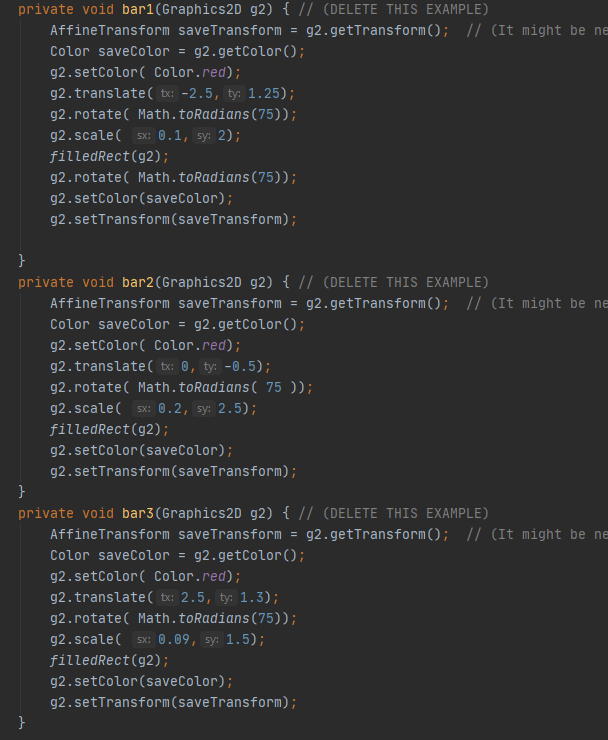 private void bar1(Graphics2D g2) { // (DELETE THIS EXAMPLE)
AffineTransform saveTransform = g2.getTransform();  // (It might be ne
Color saveColor = g2.getColor();
g2.setColor( Color.red);
g2.translate( tx: -2.5, ty: 1.25);
g2.rotate( Math.toRadians(75));
g2.scale( sx: 0.1, sy: 2);
filledRect(g2);
g2.rotate( Math.toRadians(75));
g2.setColor(saveColor);
g2.setTransform(saveTransform);
}
private void bar2(Graphics2D g2) { // (DELETE THIS EXAMPLE)
AffineTransform saveTransform = g2.getTransform();  // (It might be ne
Color saveColor = g2.getColor();
g2.setColor( Color.red);
g2.translate( tx: 0, ty: -0.5);
g2.rotate( Math.toRadians( 75 ));
g2.scale( sx: 0.2, sy: 2.5);
filledRect(g2);
g2.setColor(saveColor);
g2.setTransform(saveTransform);
}
private void bar3(Graphics2D g2) { // (DELETE THIS EXAMPLE)
AffineTransform saveTransform = g2.getTransform();  // (It might be ne
Color saveColor = g2.getColor();
g2.setColor( Color.red);
g2.translate( tx: 2.5, ty: 1.3);
g2.rotate( Math.toRadians(75));
g2.scale( sx: 0.09, sy: 1.5);
filledRect(g2);
g2.setColor(saveColor);
g2.setTransform(saveTransform);
}